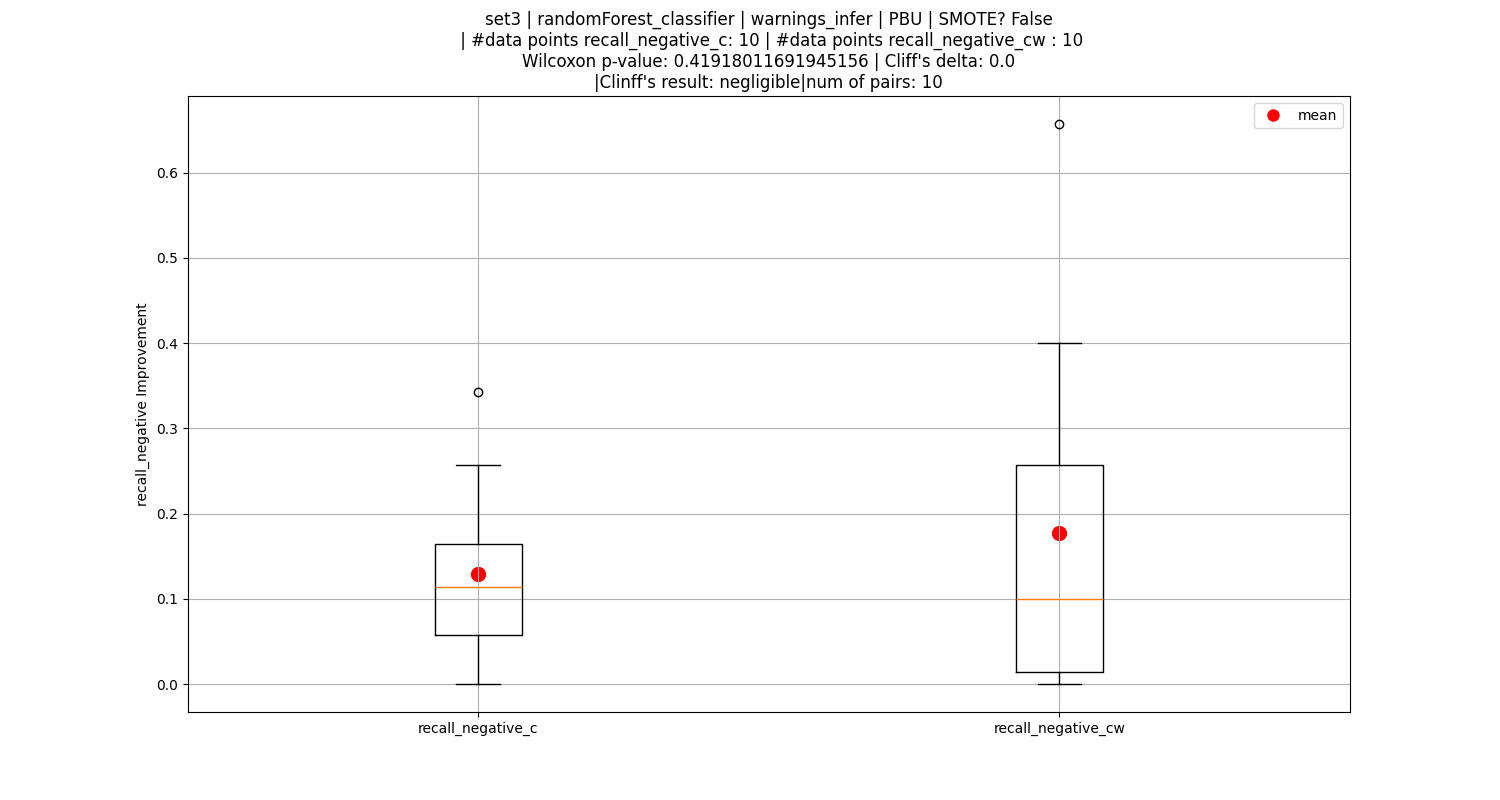 set3 | randomForest_classifier | warnings_infer | PBU | SMOTE? False
| #data points recall_negative_c: 10 | #data points recall_negative_cw : 10
Wilcoxon p-value: 0.41918011691945156 | Cliff's delta: 0.0
|Clinff's result: negligible|num of pairs: 10
mean
0.6
0.5
0.4
0.3
0.2
0.1
0.0
recall_negative Improvement
recall_negative_c
recall_negative_cw